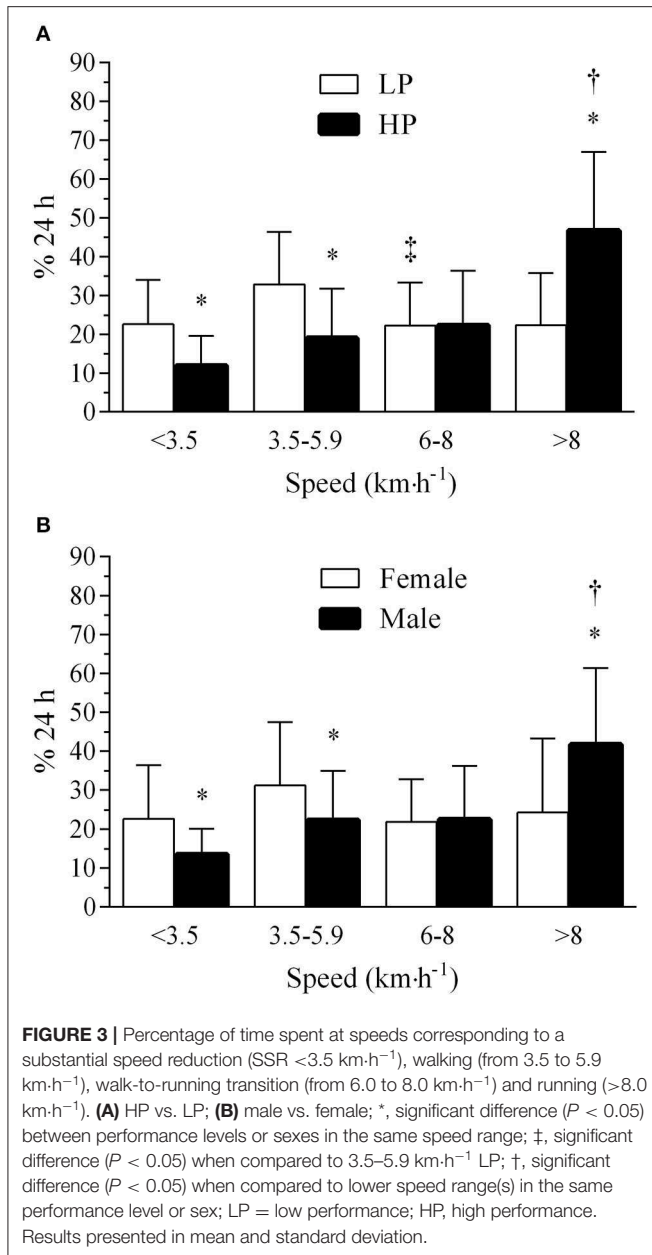 A
90
80
70
60
50
40
30
20
10
0
% 24 h
LP
HP
*
*
‡
†
*
<3.5 3.5-5.9 6-8 >8
Speed (km·h⁻¹)
B
90
80
70
60
50
40
30
20
10
0
% 24 h
Female
Male
*
*
†
*
<3.5 3.5-5.9 6-8 >8
Speed (km·h⁻¹)
FIGURE 3 | Percentage of time spent at speeds corresponding to a
substantial speed reduction (SSR <3.5 km·h⁻¹), walking (from 3.5 to 5.9
km·h⁻¹), walk-to-running transition (from 6.0 to 8.0 km·h⁻¹) and running (>8.0
km·h⁻¹). (A) HP vs. LP; (B) male vs. female; *, significant difference (P < 0.05)
between performance levels or sexes in the same speed range; ‡, significant
difference (P < 0.05) when compared to 3.5–5.9 km·h⁻¹ LP; †, significant
difference (P < 0.05) when compared to lower speed range(s) in the same
performance level or sex; LP = low performance; HP, high performance.
Results presented in mean and standard deviation.